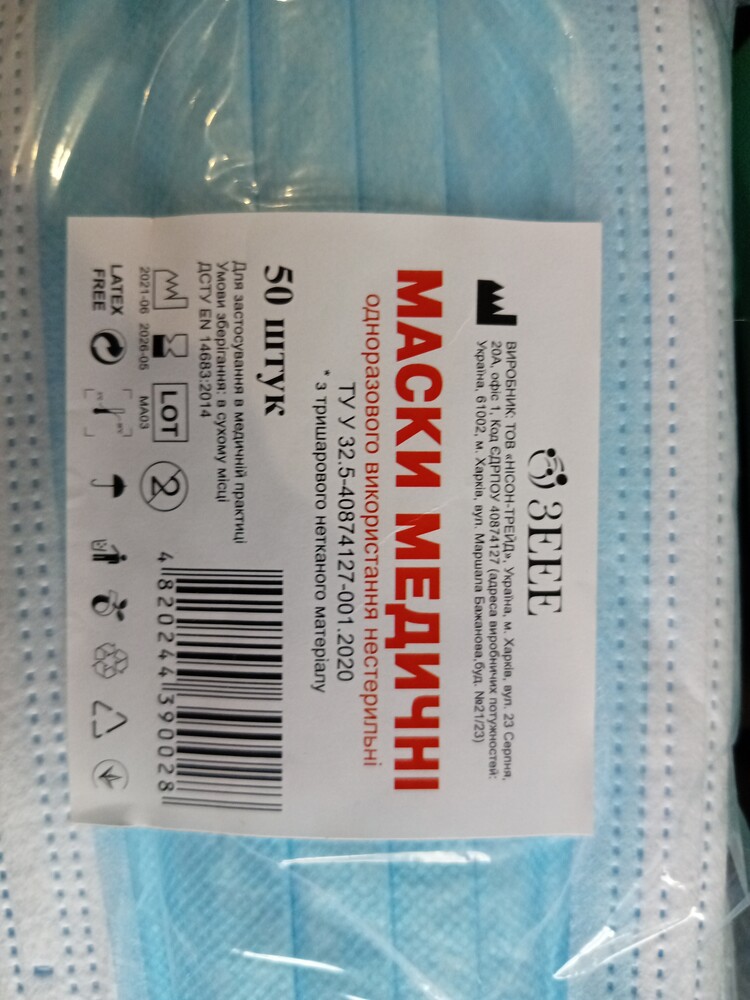 ЗЕЕЕ
ВИРОБНИК: ТОВ «НІСОН-ТРЕЙД», Україна, м. Харків, вул. 23 Серпня,
20А, офіс 1, Код ЄДРПОУ 40874127 (адреса виробничих потужностей:
Україна, 61002, м. Харків, вул. Маршала Бажанова,буд. №21/23)
МАСКИ МЕДИЧНІ
одноразового використання нестерильні
ТУ У 32.5-40874127-001.2020
* з тришарового нетканого матеріалу
50 штук
Для застосування в медичній практиці
Умови зберігання: в сухому місці
ДСТУ EN 14683:2014
LOT
2
2021-06 2026-05 МА03
LATEX
FREE
4 820244 390028